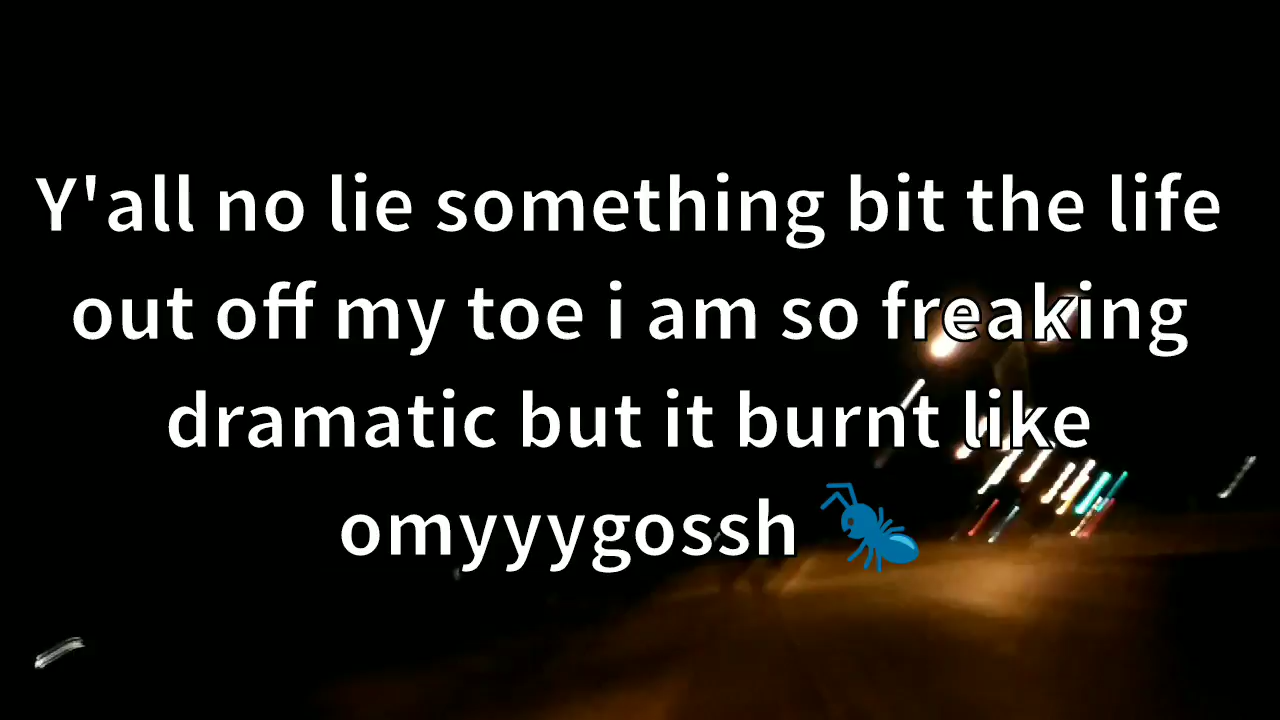 Y'all no lie something bit the life
out off my toe i am so freaking
dramatic but it burnt like
omyyygossh 🐜